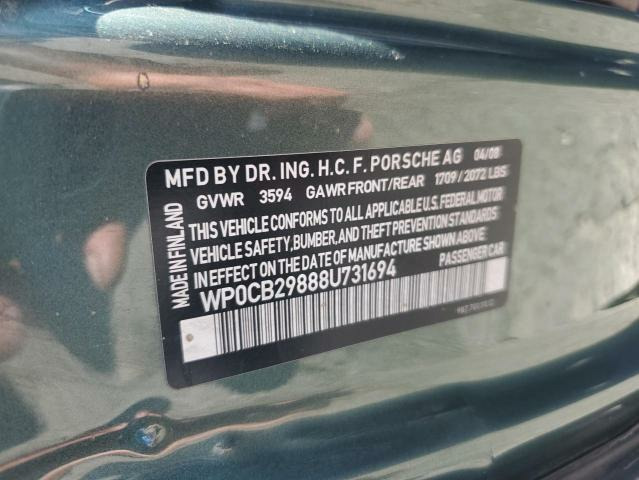 MFD BY DR. ING. H.C. F. PORSCHE AG 04/08
GVWR 3594 GAWR FRONT/REAR 1709/2072 LBS
THIS VEHICLE CONFORMS TO ALL APPLICABLE U.S. FEDERAL MOTOR
VEHICLE SAFETY, BUMPER, AND THEFT PREVENTION STANDARDS
IN EFFECT ON THE DATE OF MANUFACTURE SHOWN ABOVE
WP0CB29888U731694 PASSENGER CAR
MADE IN FINLAND